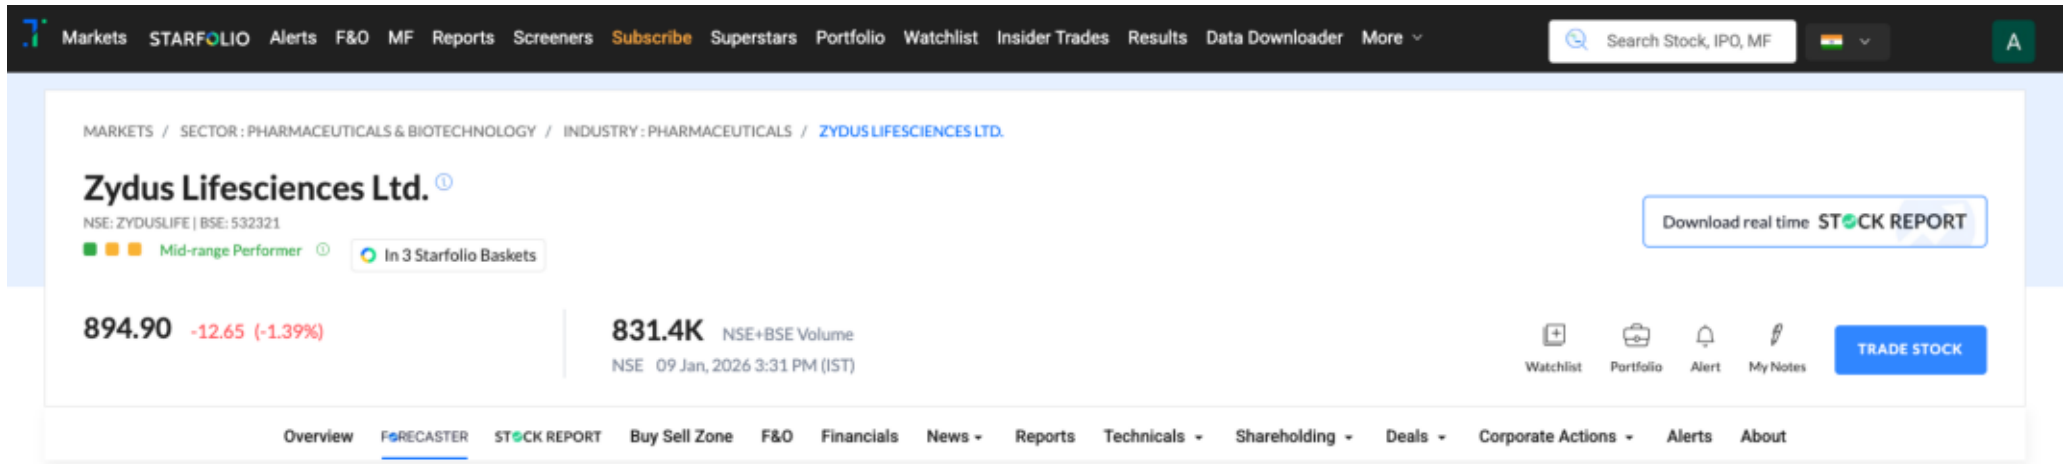 Markets STARFOLIO Alerts F&O MF Reports Screeners Subscribe Superstars Portfolio Watchlist Insider Trades Results Data Downloader More Search Stock, IPO, MF A
MARKETS / SECTOR : PHARMACEUTICALS & BIOTECHNOLOGY / INDUSTRY : PHARMACEUTICALS / ZYDUS LIFESCIENCES LTD.
Zydus Lifesciences Ltd.
NSE: ZYDUSLIFE | BSE: 532321
Mid-range Performer In 3 Starfolio Baskets
Download real time STOCK REPORT
894.90 -12.65 (-1.39%)
831.4K NSE+BSE Volume
NSE 09 Jan, 2026 3:31 PM (IST)
Watchlist Portfolio Alert My Notes
TRADE STOCK
Overview FORECASTER STOCK REPORT Buy Sell Zone F&O Financials News Reports Technicals Shareholding Deals Corporate Actions Alerts About